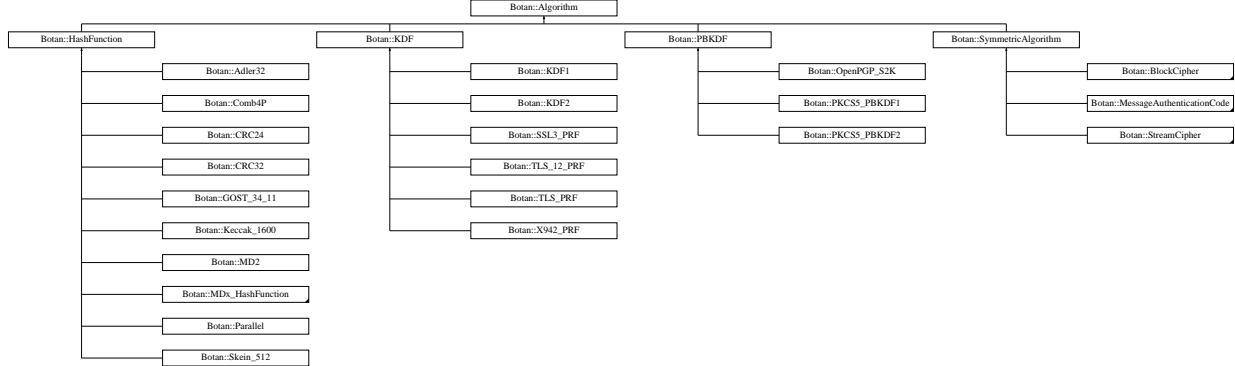 Botan::Algorithm
Botan::HashFunction
Botan::KDF
Botan::PBKDF
Botan::SymmetricAlgorithm
Botan::Adler32
Botan::KDF1
Botan::OpenPGP_S2K
Botan::BlockCipher
Botan::Comb4P
Botan::KDF2
Botan::PKCS5_PBKDF1
Botan::MessageAuthenticationCode
Botan::CRC24
Botan::SSL3_PRF
Botan::PKCS5_PBKDF2
Botan::StreamCipher
Botan::CRC32
Botan::TLS_12_PRF
Botan::GOST_34_11
Botan::TLS_PRF
Botan::Keccak_1600
Botan::X942_PRF
Botan::MD2
Botan::MDx_HashFunction
Botan::Parallel
Botan::Skein_512